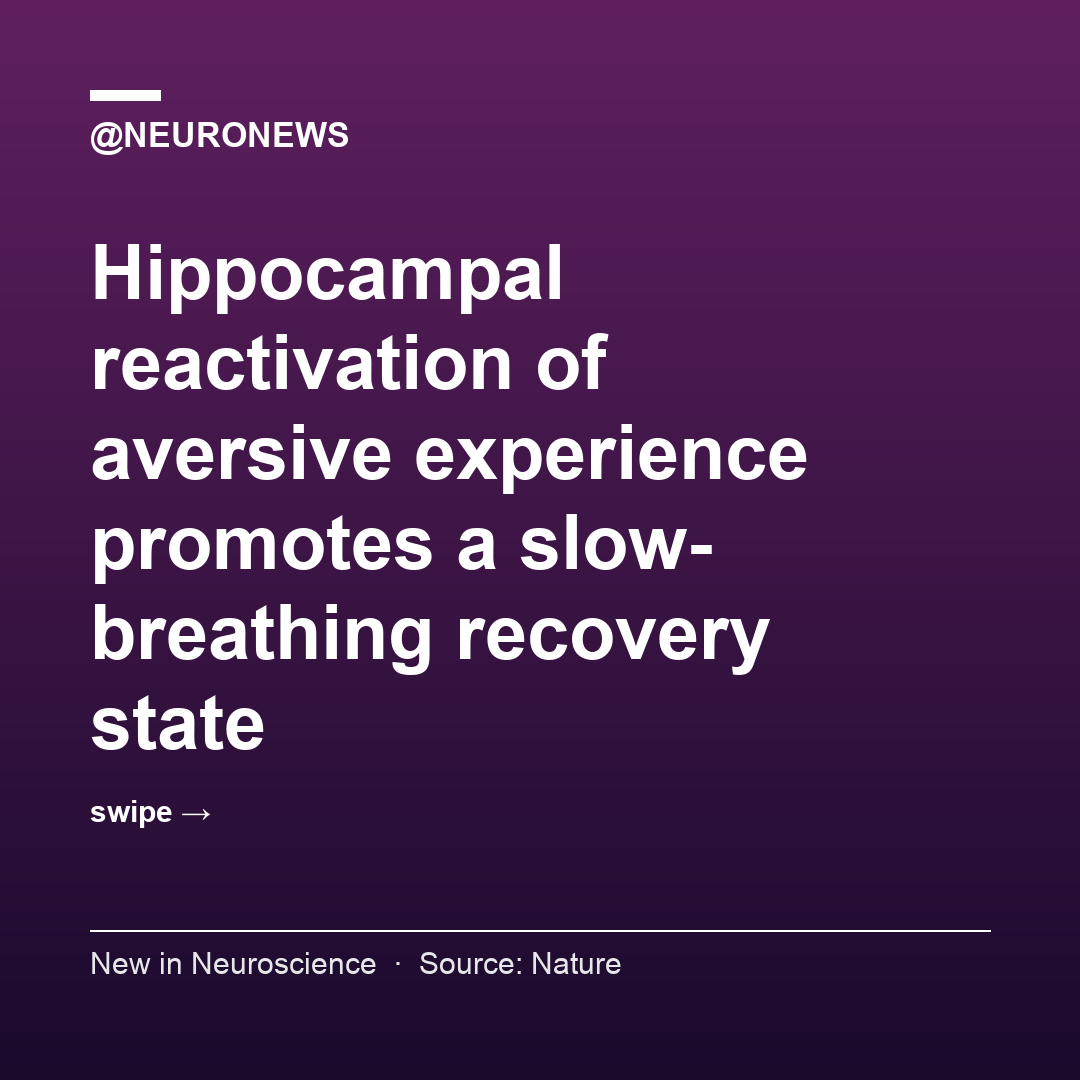 @NEURONEWS
Hippocampal
reactivation of
aversive experience
promotes a slow-
breathing recovery
state
swipe →
New in Neuroscience · Source: Nature